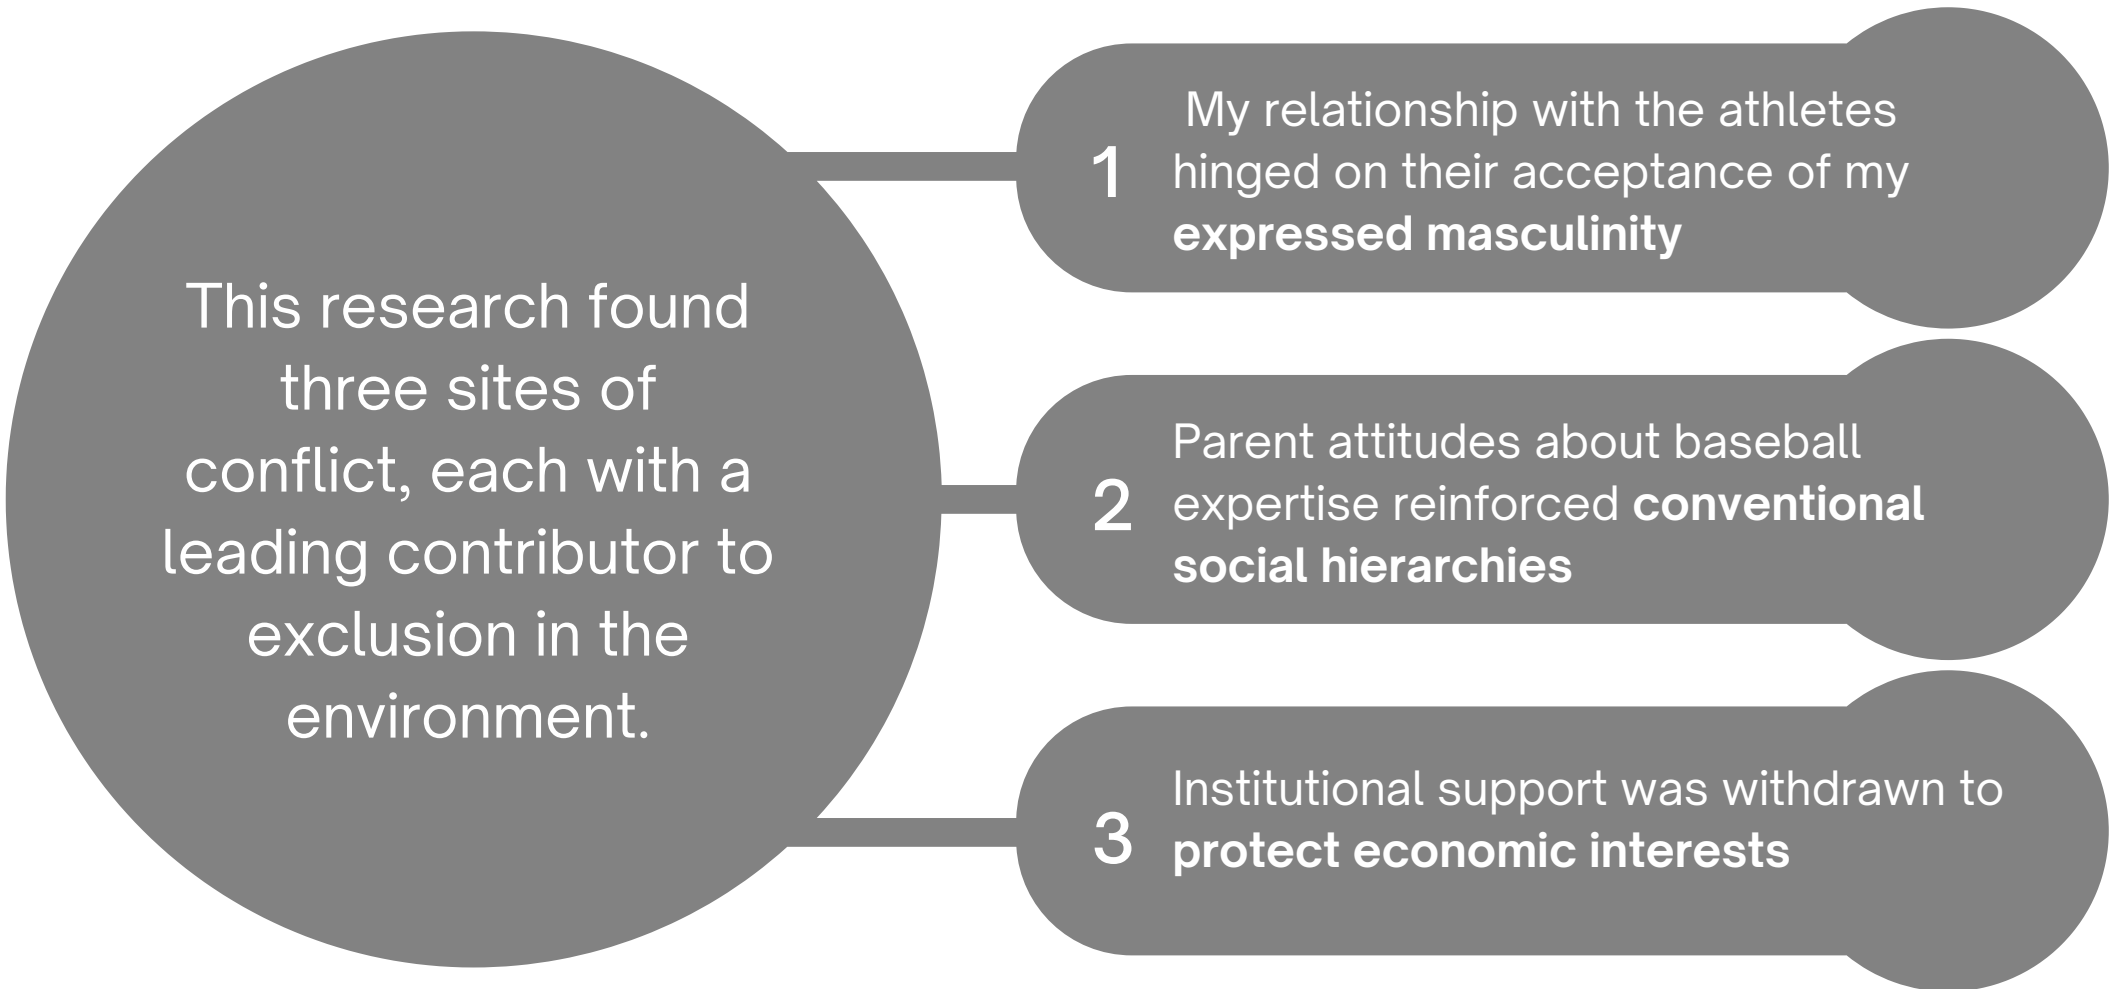 This research found
three sites of
conflict, each with a
leading contributor to
exclusion in the
environment.
1
My relationship with the athletes
hinged on their acceptance of my
expressed masculinity
2
Parent attitudes about baseball
expertise reinforced conventional
social hierarchies
3
Institutional support was withdrawn to
protect economic interests